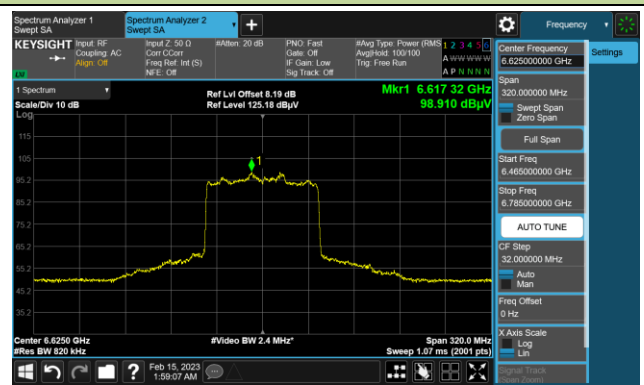 Spectrum Analyzer 1
Swept SA
Spectrum Analyzer 2
Swept SA
Frequency
KEYSIGHT
Input: RF
Coupling: AC
Align: Off
Input Z: 50 Ω
Corr CCorr
Freq Ref: Int (S)
NFE: Off
#Atten: 20 dB
PNO: Fast
Gate: Off
IF Gain: Low
Sig Track: Off
#Avg Type: Power (RMS
Avg|Hold: 100/100
Trig: Free Run
1 2 3 4 5 6
A W W W W W
A P N N N N
LW
1 Spectrum
Scale/Div 10 dB
Log
Ref Lvl Offset 8.19 dB
Ref Level 125.18 dBµV
Mkr1 6.617 32 GHz
98.910 dBµV
115
105
95.2
85.2
75.2
65.2
55.2
45.2
35.2
1
Center 6.6250 GHz
#Res BW 820 kHz
#Video BW 2.4 MHz*
Span 320.0 MHz
Sweep 1.07 ms (2001 pts)
Center Frequency
6.625000000 GHz
Settings
Span
320.000000 MHz
Swept Span
Zero Span
Full Span
Start Freq
6.465000000 GHz
Stop Freq
6.785000000 GHz
AUTO TUNE
CF Step
32.000000 MHz
Auto
Man
Freq Offset
0 Hz
X Axis Scale
Log
Lin
Signal Track
(Span Zoom)
Feb 15, 2023
1:59:07 AM